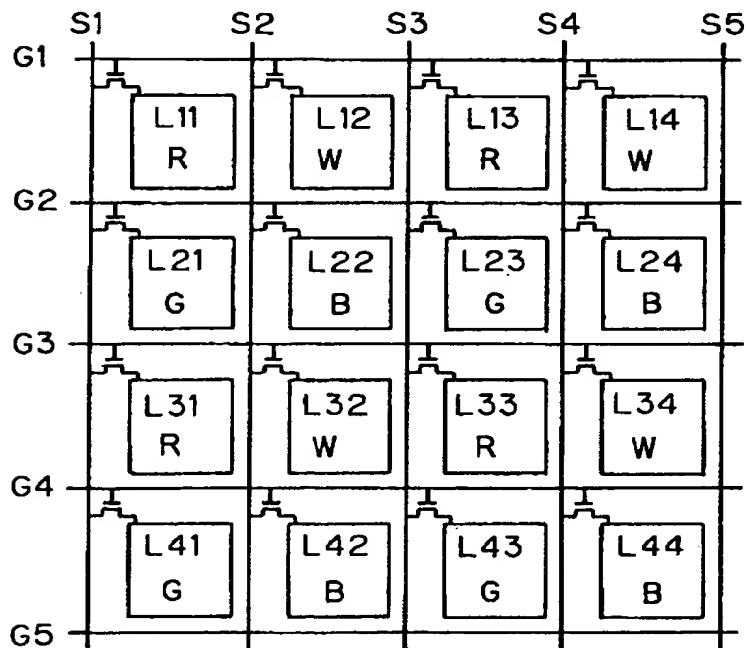 S1 S2 S3 S4 S5
G1
L11 L12 L13 L14
R W R W
G2
L21 L22 L23 L24
G B G B
G3
L31 L32 L33 L34
R W R W
G4
L41 L42 L43 L44
G B G B
G5